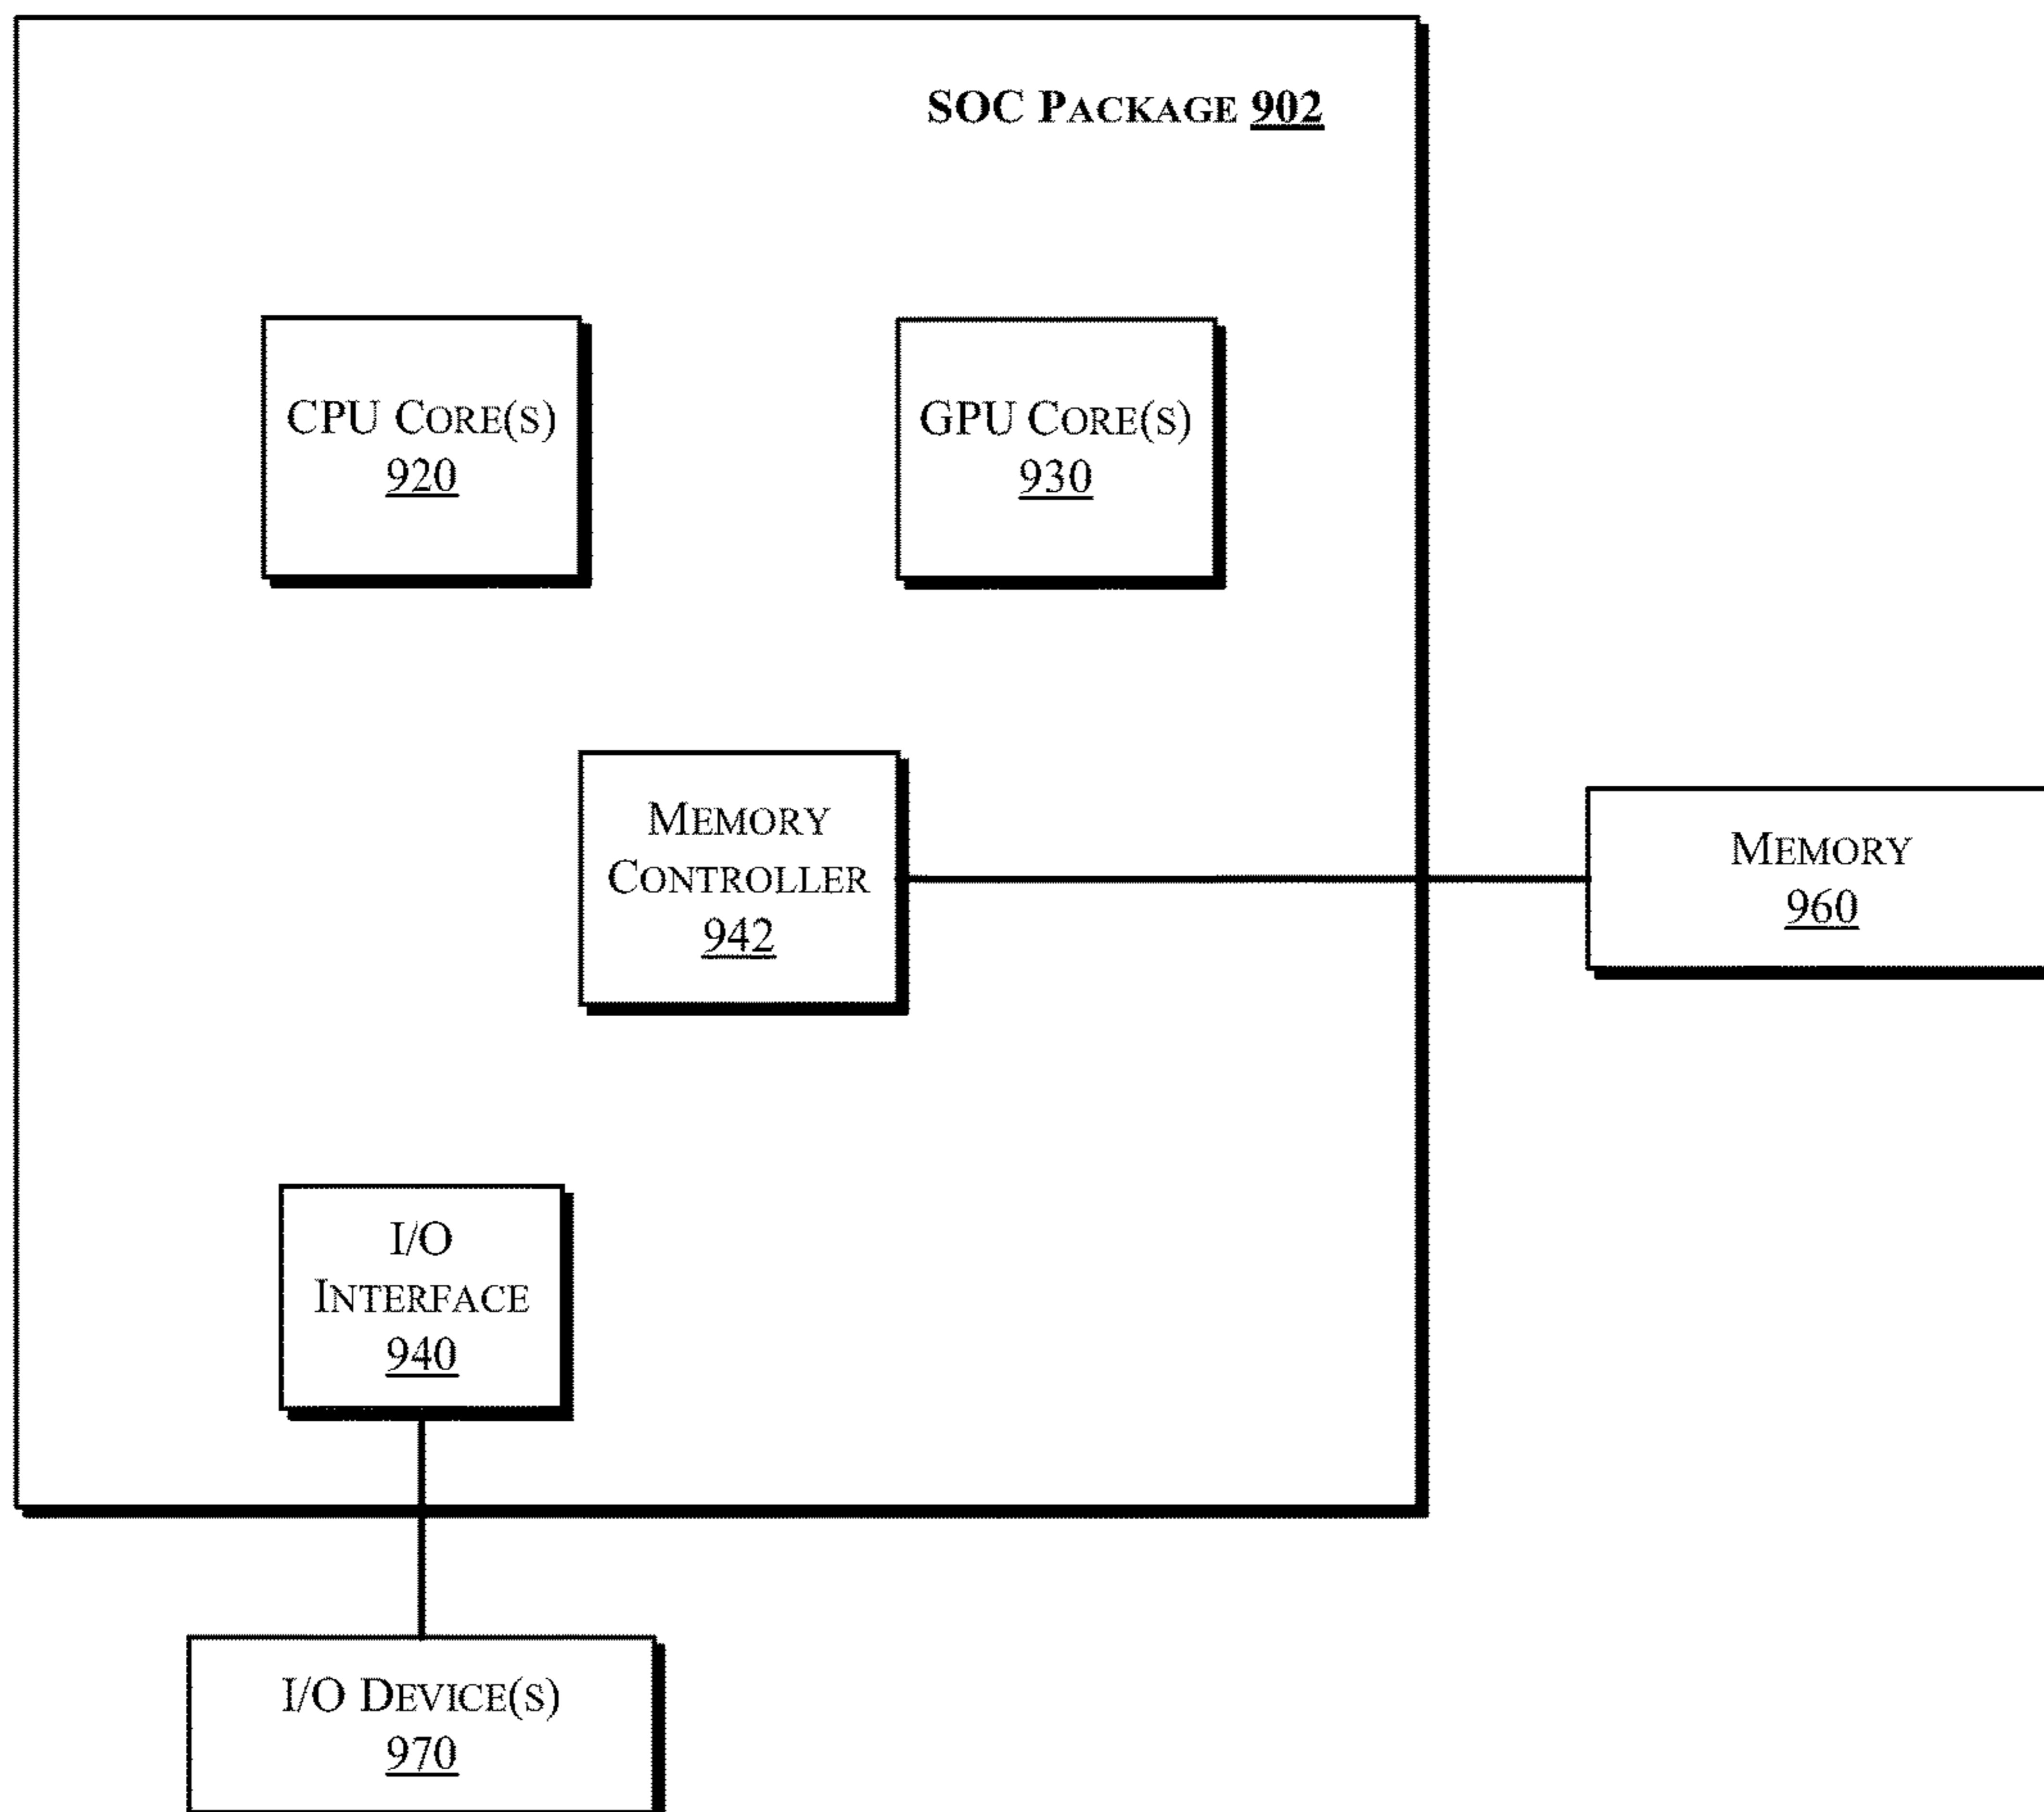 SOC PACKAGE 902
CPU CORE(S)
920
GPU CORE(S)
930
MEMORY
CONTROLLER
942
MEMORY
960
I/O
INTERFACE
940
I/O DEVICE(S)
970